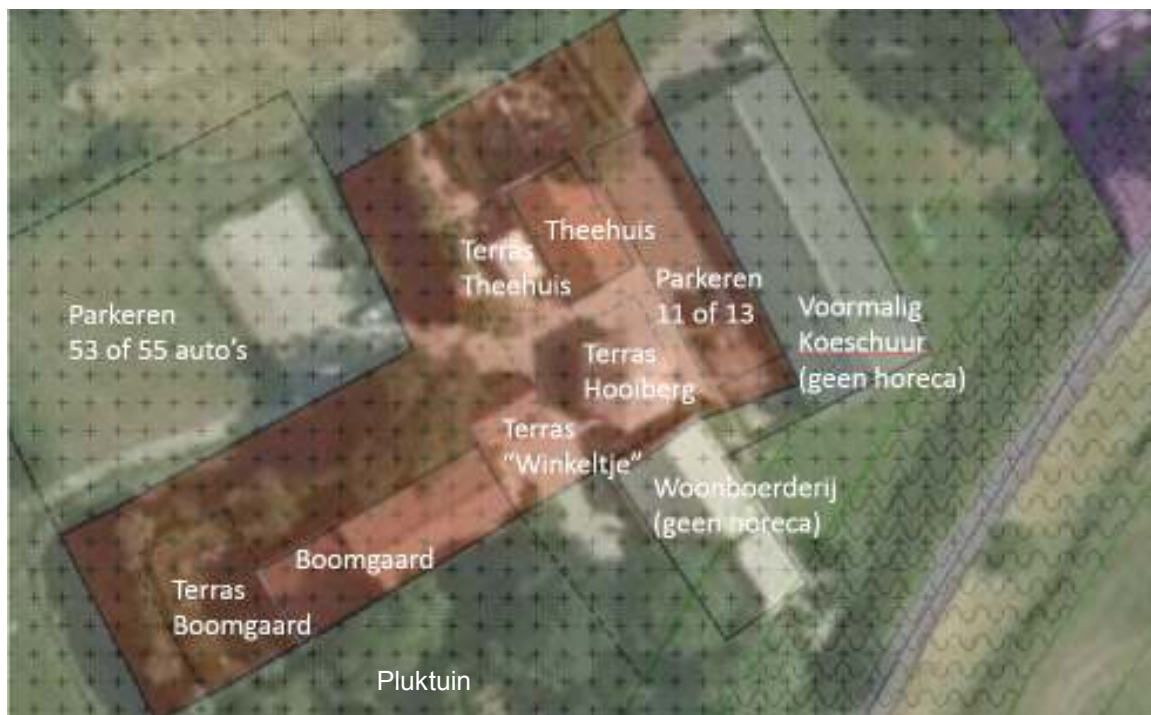 Theehuis
Terras
Theehuis
Parkeren
11 of 13
Parkeren
53 of 55 auto's
Voormalig
Koeschuur
(geen horeca)
Terras
Hooiberg
Terras
“Winkeltje”
Woonboerderij
(geen horeca)
Boomgaard
Terras
Boomgaard
Pluktuin